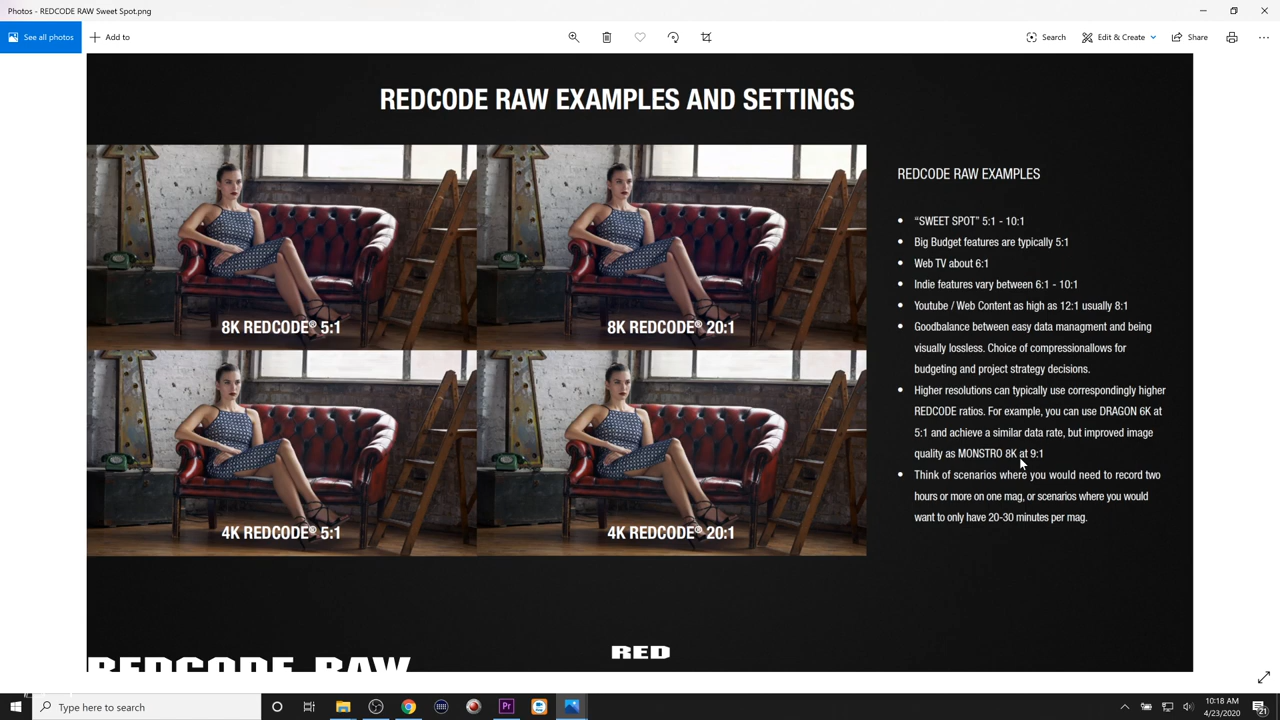 Photos - REDCODE RAW Sweet Spot.png
See all photos
Add to
Search
Edit & Create
Share
REDCODE RAW EXAMPLES AND SETTINGS
8K REDCODE® 5:1
8K REDCODE® 20:1
4K REDCODE® 5:1
4K REDCODE® 20:1
REDCODE RAW EXAMPLES
• “SWEET SPOT” 5:1 - 10:1
• Big Budget features are typically 5:1
• Web TV about 6:1
• Indie features vary between 6:1 - 10:1
• Youtube / Web Content as high as 12:1 usually 8:1
• Goodbalance between easy data managment and being
visually lossless. Choice of compressionallows for
budgeting and project strategy decisions.
• Higher resolutions can typically use correspondingly higher
REDCODE ratios. For example, you can use DRAGON 6K at
5:1 and achieve a similar data rate, but improved image
quality as MONSTRO 8K at 9:1
• Think of scenarios where you would need to record two
hours or more on one mag, or scenarios where you would
want to only have 20-30 minutes per mag.
RED
REDCODE RAW
Type here to search
Pr
10:18 AM
4/23/2020
21